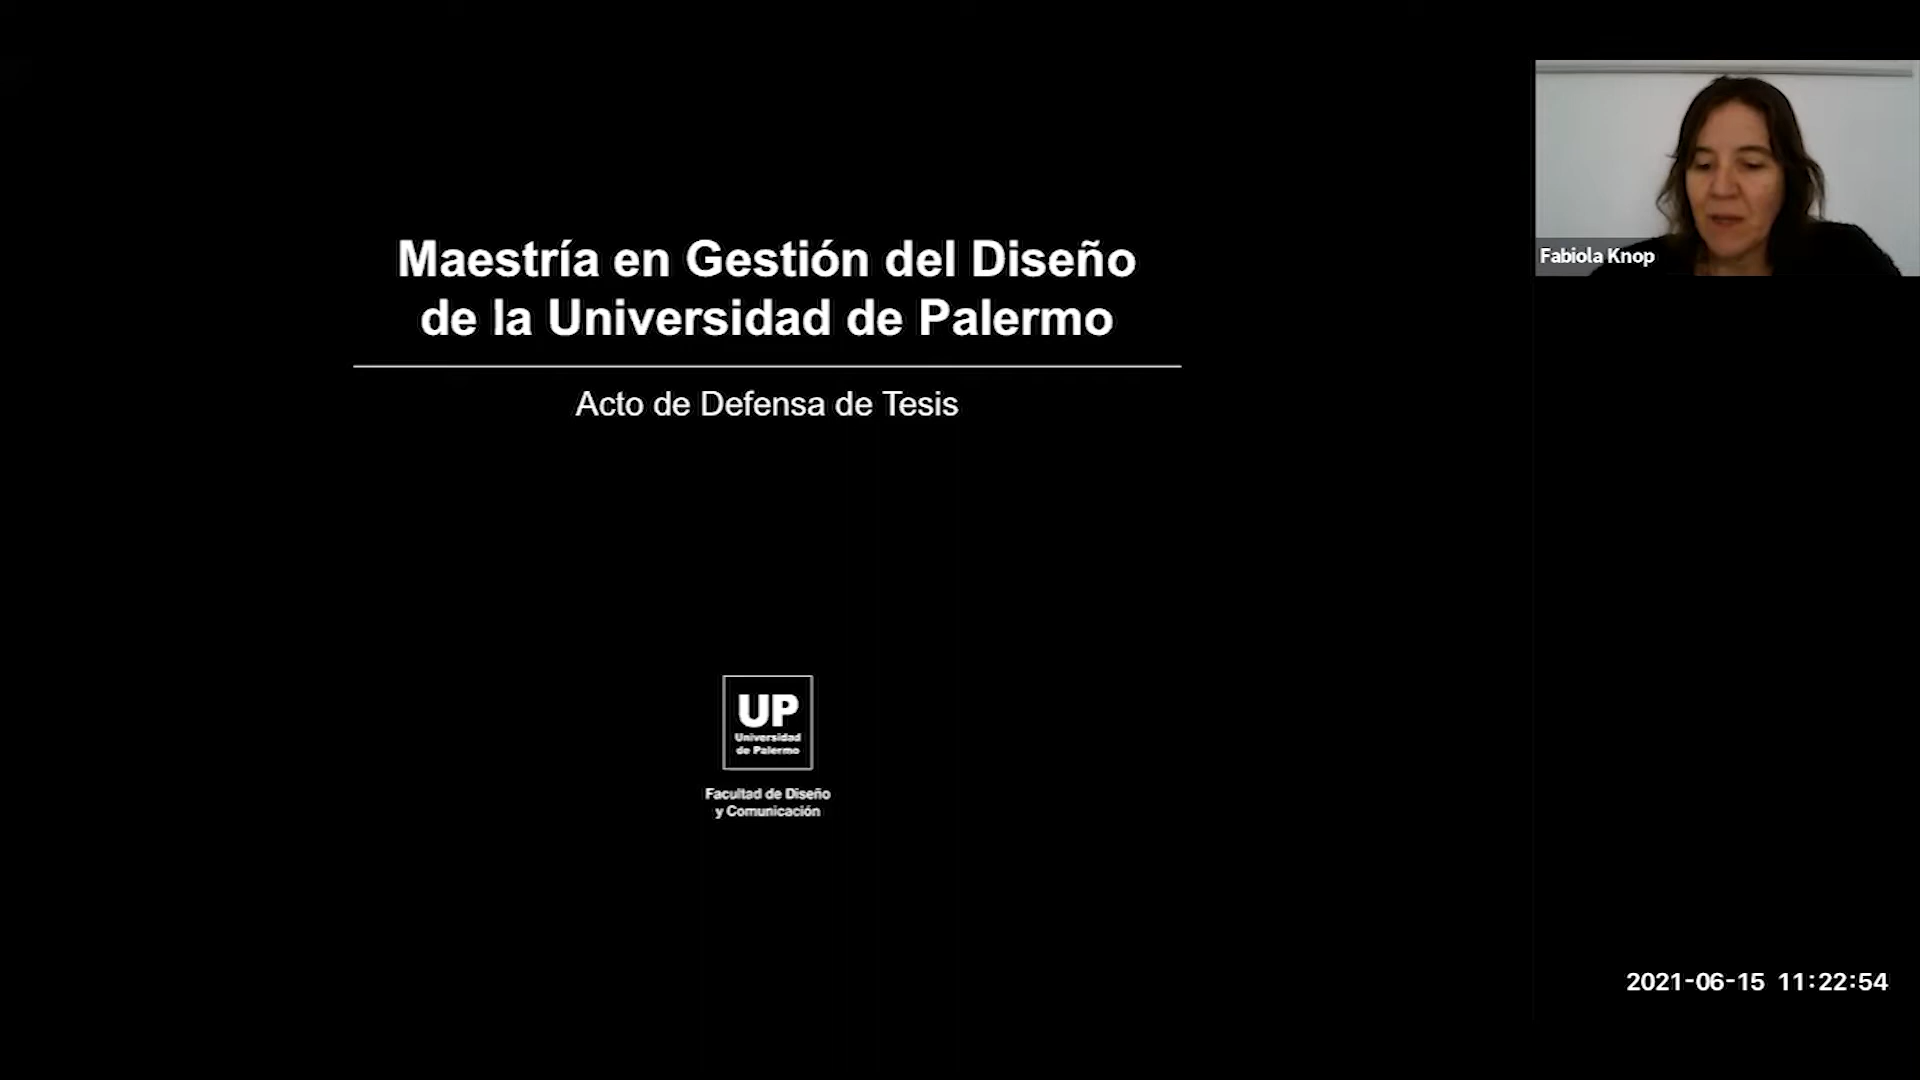 Maestría en Gestión del Diseño
de la Universidad de Palermo
Acto de Defensa de Tesis
UP
Universidad
de Palermo
Facultad de Diseño
y Comunicación
Fabiola Knop
2021-06-15 11:22:54